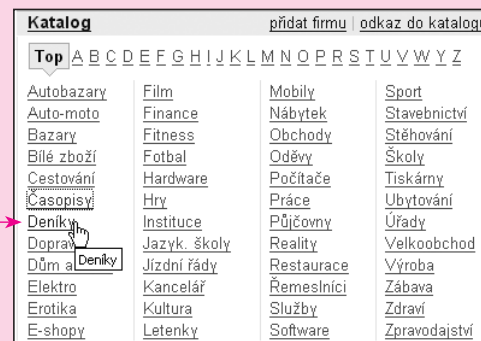 Katalog přidat firmu | odkaz do katalogu
Top A B C D E F G H I J K L M N O P R S T U V W Y Z
Autobazary Film Mobily Sport
Auto-moto Finance Nábytek Stavebnictví
Bazary Fitness Obchody Stěhování
Bílé zboží Fotbal Oděvy Školy
Cestování Hardware Počítače Tiskárny
Časopisy Hry Práce Ubytování
Deníky Instituce Půjčovny Úřady
Jazyk. školy Reality Velkoobchod
Deníky
Dům a Jízdní řády Restaurace Výroba
Elektro Kancelář Řemeslníci Zábava
Erotika Kultura Služby Zdraví
E-shopy Letenky Software Zpravodajství